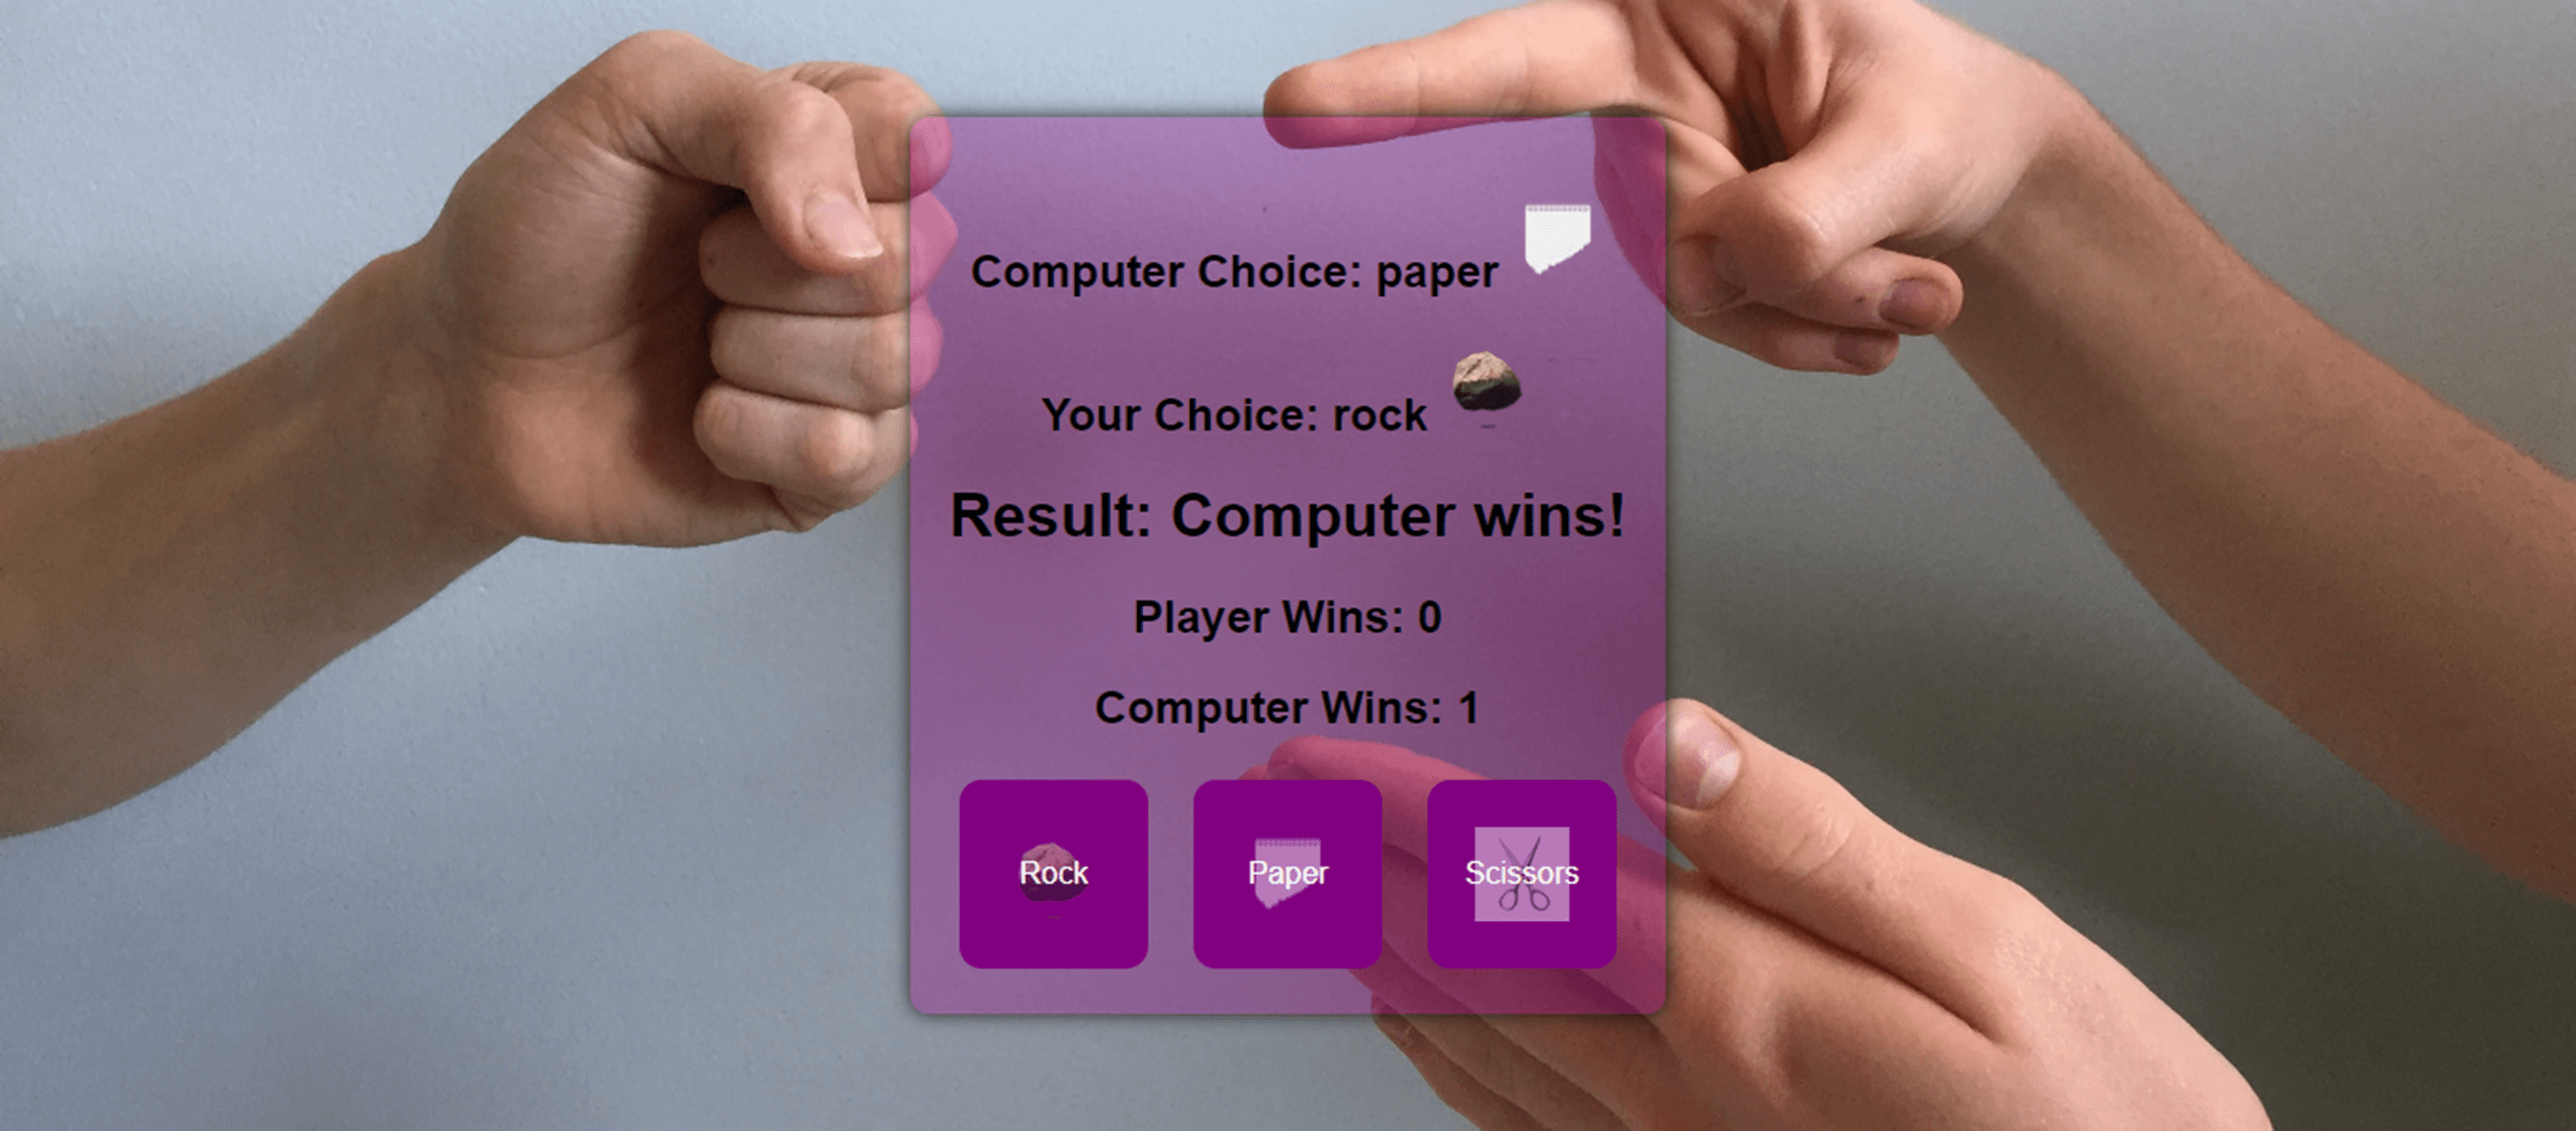 Computer Choice: paper
Your Choice: rock
Result: Computer wins!
Player Wins: 0
Computer Wins: 1
Rock Paper Scissors